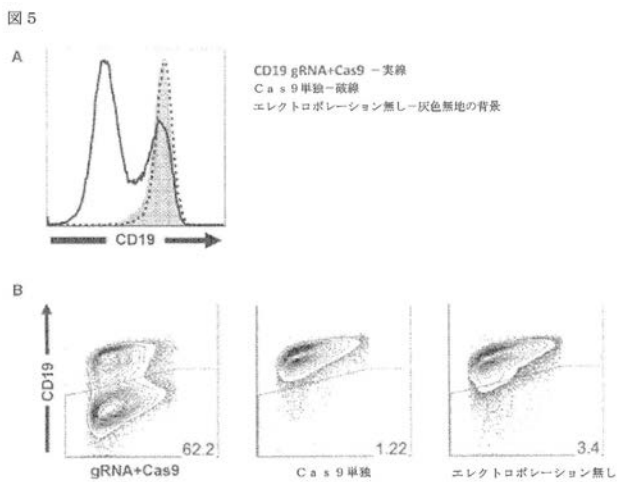 図5
A
CD19 gRNA+Cas9 －実線
Cas9単独－破線
エレクトロポレーション無し－灰色無地の背景
CD19
B
CD19
62.2
1.22
3.4
gRNA+Cas9
Cas9単独
エレクトロポレーション無し